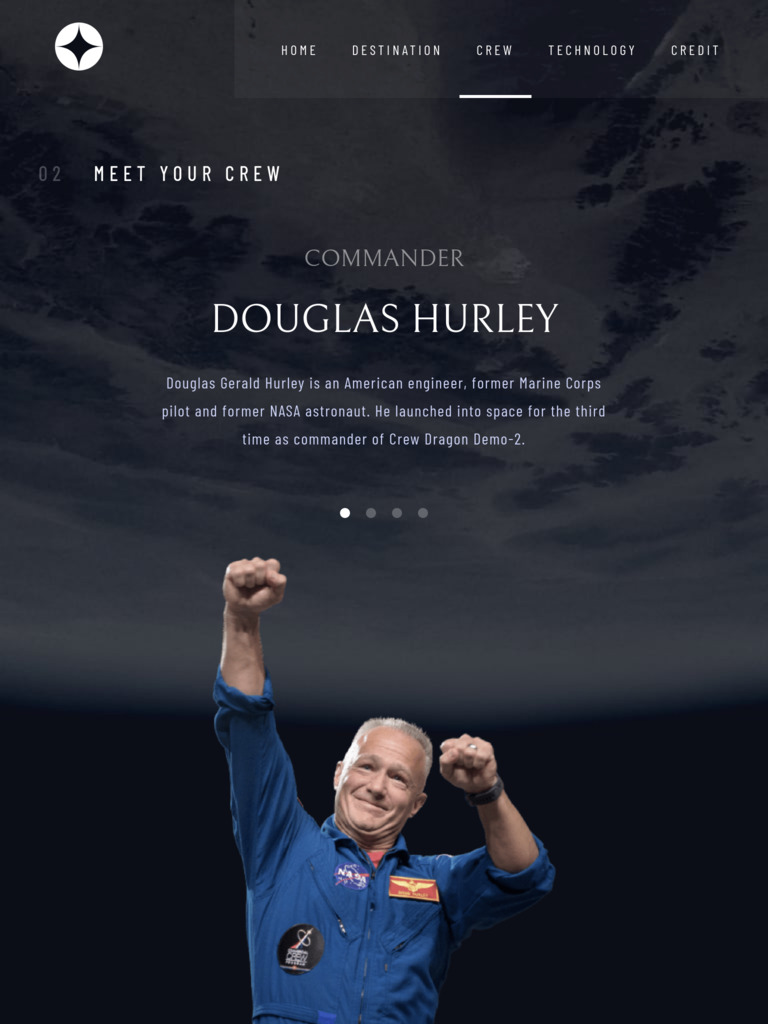 HOME DESTINATION CREW TECHNOLOGY CREDIT
02 MEET YOUR CREW
COMMANDER
DOUGLAS HURLEY
Douglas Gerald Hurley is an American engineer, former Marine Corps
pilot and former NASA astronaut. He launched into space for the third
time as commander of Crew Dragon Demo-2.
NASA